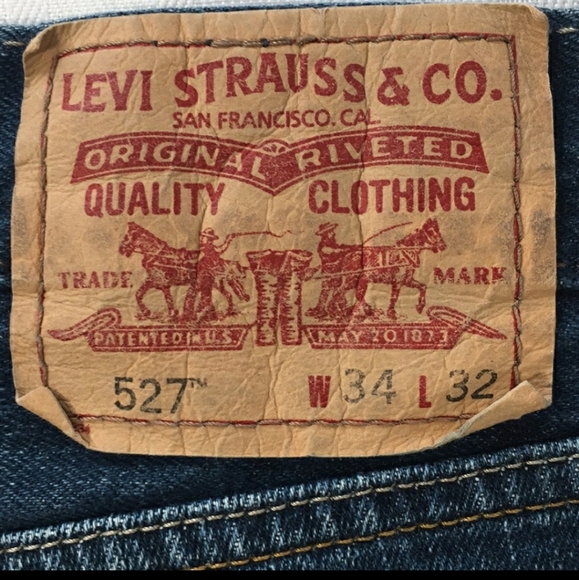 LEVI STRAUSS & CO.
SAN FRANCISCO, CAL.
ORIGINAL RIVETED
QUALITY CLOTHING
TRADE MARK
PATENTED IN U.S. MAY 20 1873
527™ W 34 L 32